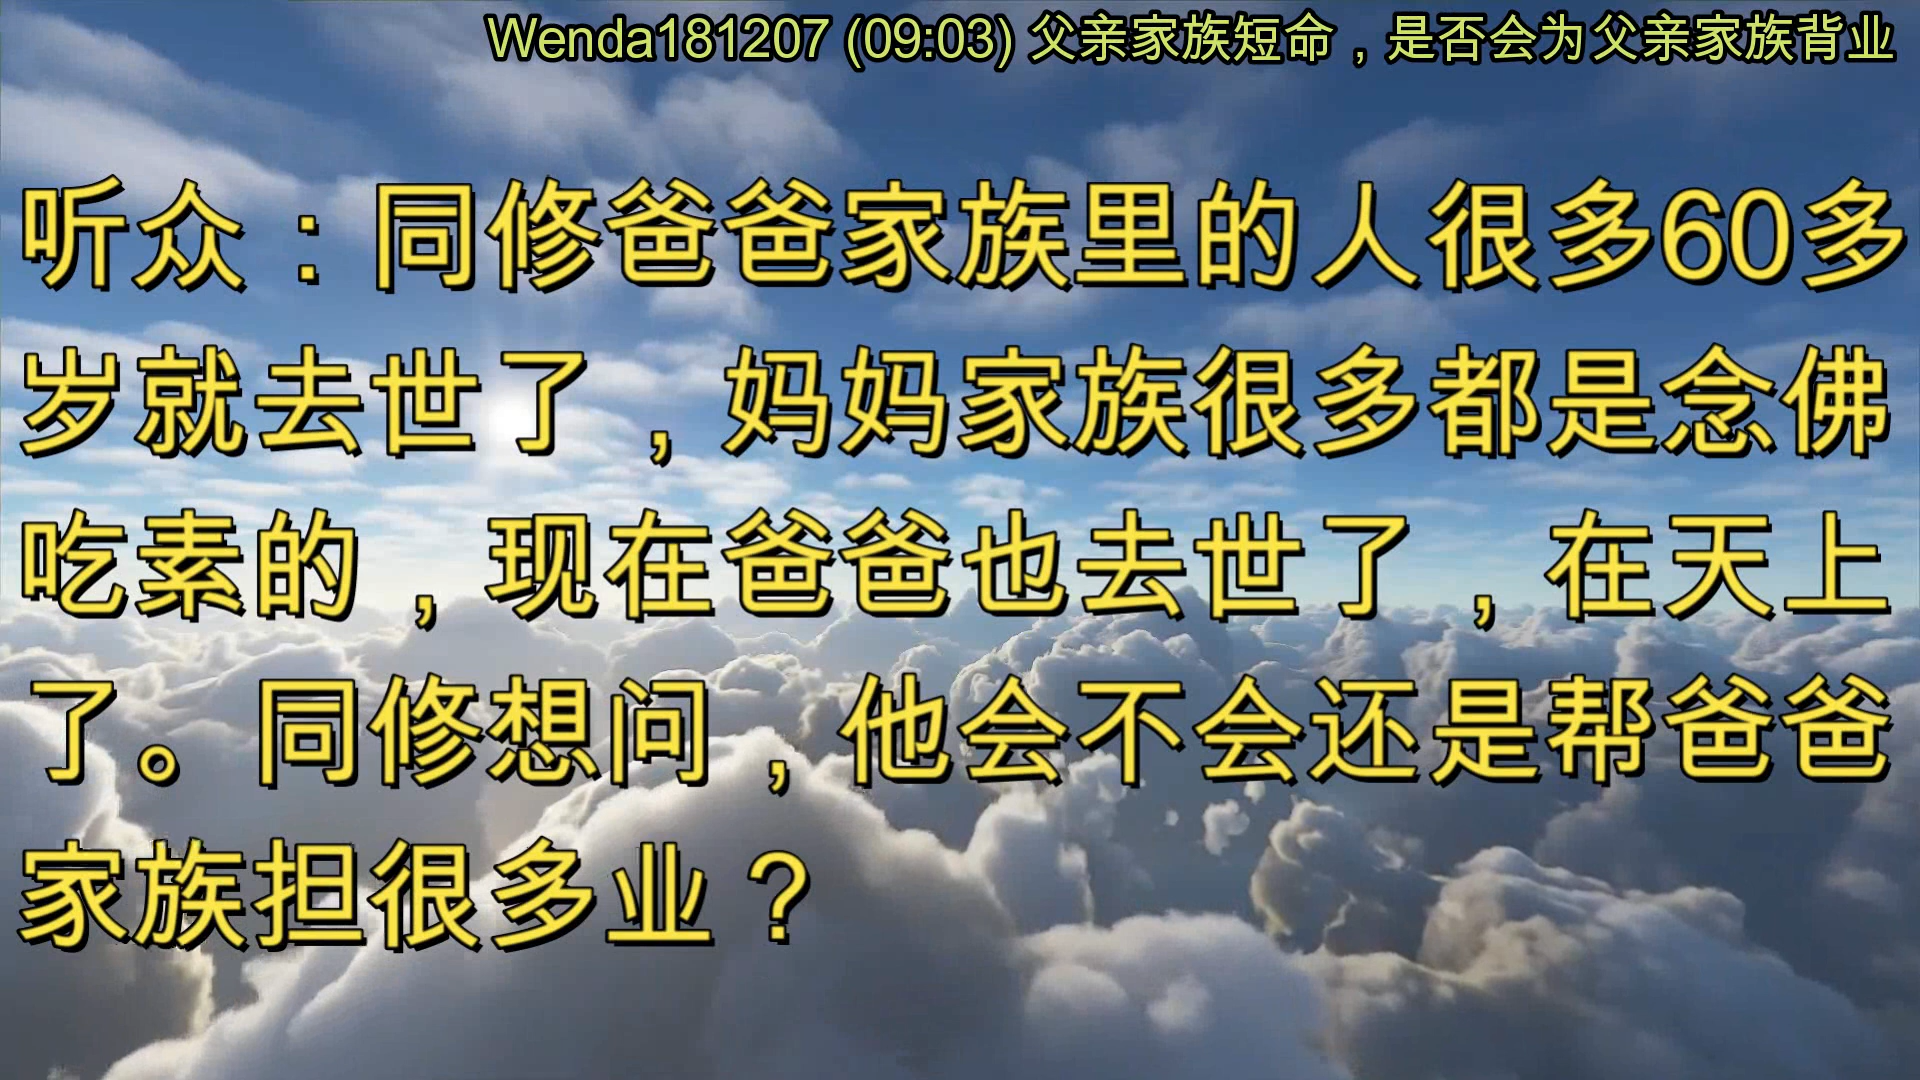 Wenda181207 (09:03) 父亲家族短命，是否会为父亲家族背业
听众：同修爸爸家族里的人很多60多
岁就去世了，妈妈家族很多都是念佛
吃素的，现在爸爸也去世了，在天上
了。同修想问，他会不会还是帮爸爸
家族担很多业？